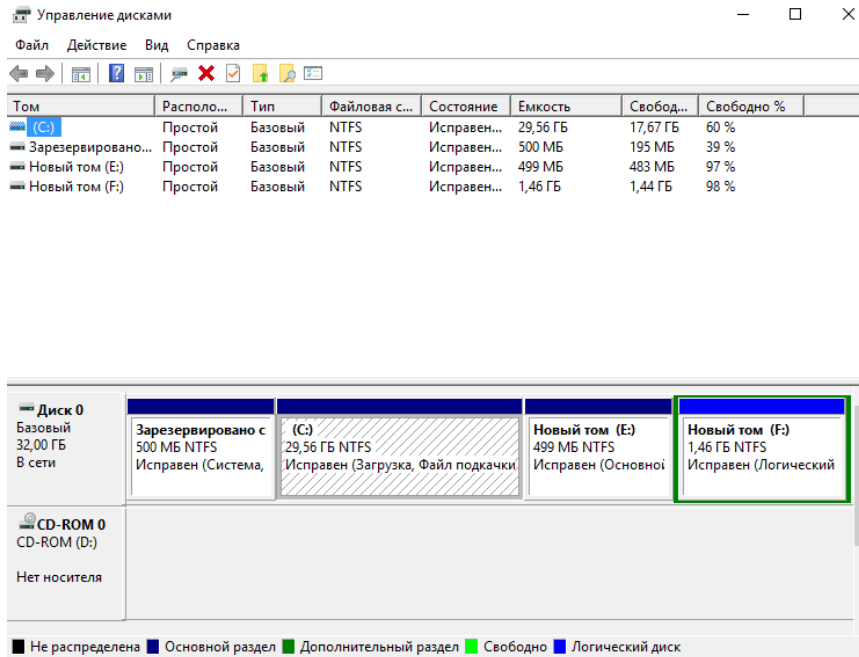 Управление дисками
Файл Действие Вид Справка
Том Располо... Тип Файловая с... Состояние Емкость Свобод... Свободно %
(C:) Простой Базовый NTFS Исправен... 29,56 ГБ 17,67 ГБ 60 %
Зарезервировано... Простой Базовый NTFS Исправен... 500 МБ 195 МБ 39 %
Новый том (E:) Простой Базовый NTFS Исправен... 499 МБ 483 МБ 97 %
Новый том (F:) Простой Базовый NTFS Исправен... 1,46 ГБ 1,44 ГБ 98 %
Диск 0
Базовый
32,00 ГБ
В сети
Зарезервировано с
500 МБ NTFS
Исправен (Система,
(C:)
29,56 ГБ NTFS
Исправен (Загрузка, Файл подкачки
Новый том (E:)
499 МБ NTFS
Исправен (Основной
Новый том (F:)
1,46 ГБ NTFS
Исправен (Логический
CD-ROM 0
CD-ROM (D:)
Нет носителя
Не распределена Основной раздел Дополнительный раздел Свободно Логический диск